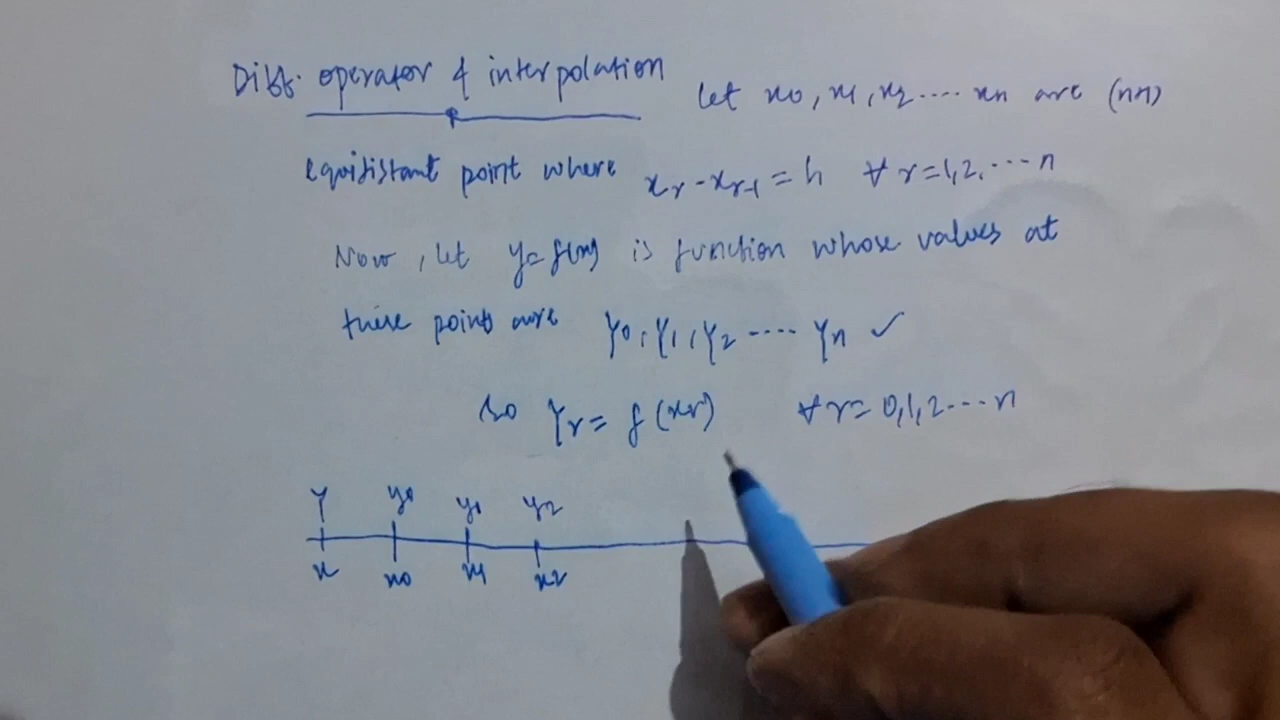 Diff. operator & interpolation
let x0, x1, x2 .... xn are (n+1)
equidistant point where xr - xr-1 = h ∀ r=1,2, ... n
Now, let y = f(x) is function whose values at
these points are Y0, Y1, Y2 .... Yn ✓
so Yr = f(xr) ∀ r = 0,1,2 ... n
Y y0 y1 y2
x x0 x1 x2